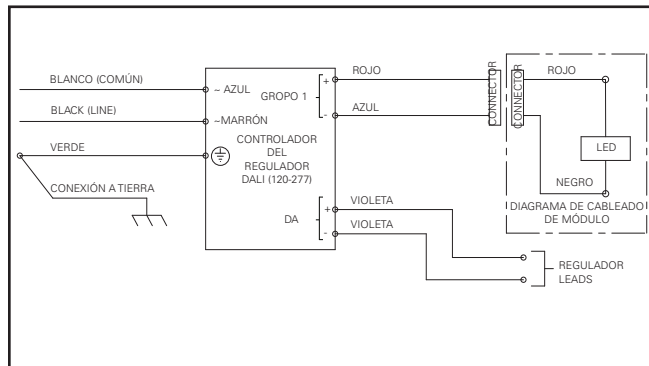 BLANCO (COMÚN)
BLACK (LINE)
VERDE
CONEXIÓN A TIERRA
~ AZUL
~MARRÓN
GROPO 1
+
-
CONTROLADOR
DEL
REGULADOR
DALI (120-277)
DA
+
-
ROJO
AZUL
VIOLETA
VIOLETA
CONNECTOR
CONNECTOR
ROJO
LED
NEGRO
DIAGRAMA DE CABLEADO
DE MÓDULO
REGULADOR
LEADS